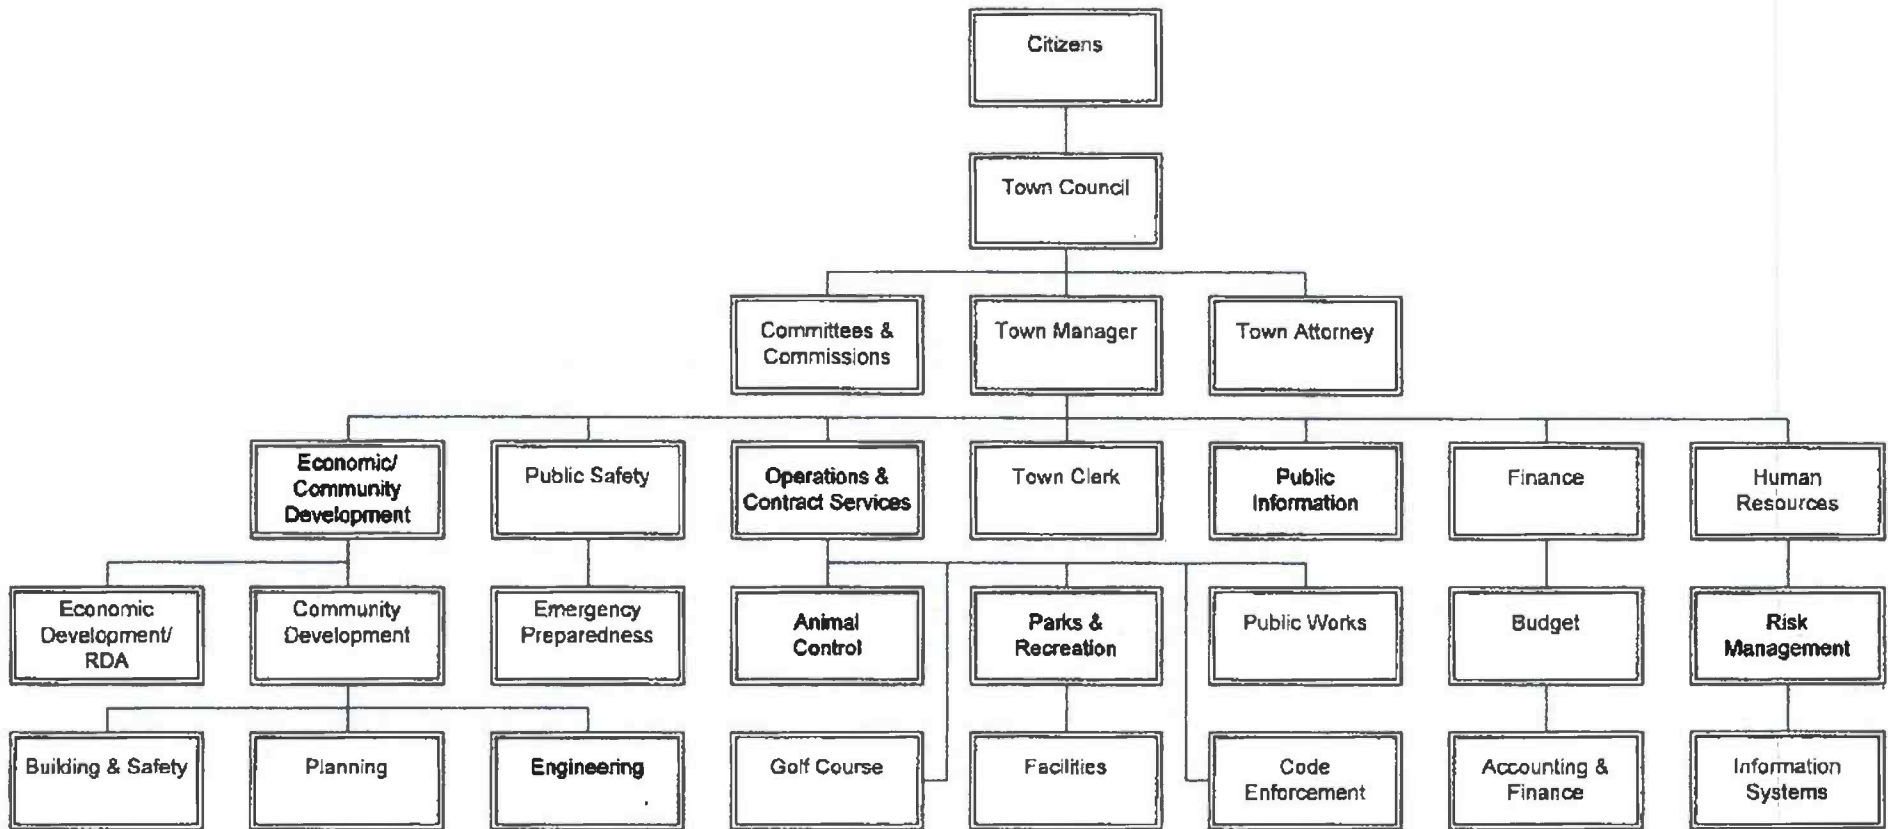 Citizens
Town Council
Committees &
Commissions
Town Manager
Town Attorney
Economic/
Community
Development
Public Safety
Operations &
Contract Services
Town Clerk
Public
Information
Finance
Human
Resources
Economic
Development/
RDA
Community
Development
Emergency
Preparedness
Animal
Control
Parks &
Recreation
Public Works
Budget
Risk
Management
Building & Safety
Planning
Engineering
Golf Course
Facilities
Code
Enforcement
Accounting &
Finance
Information
Systems